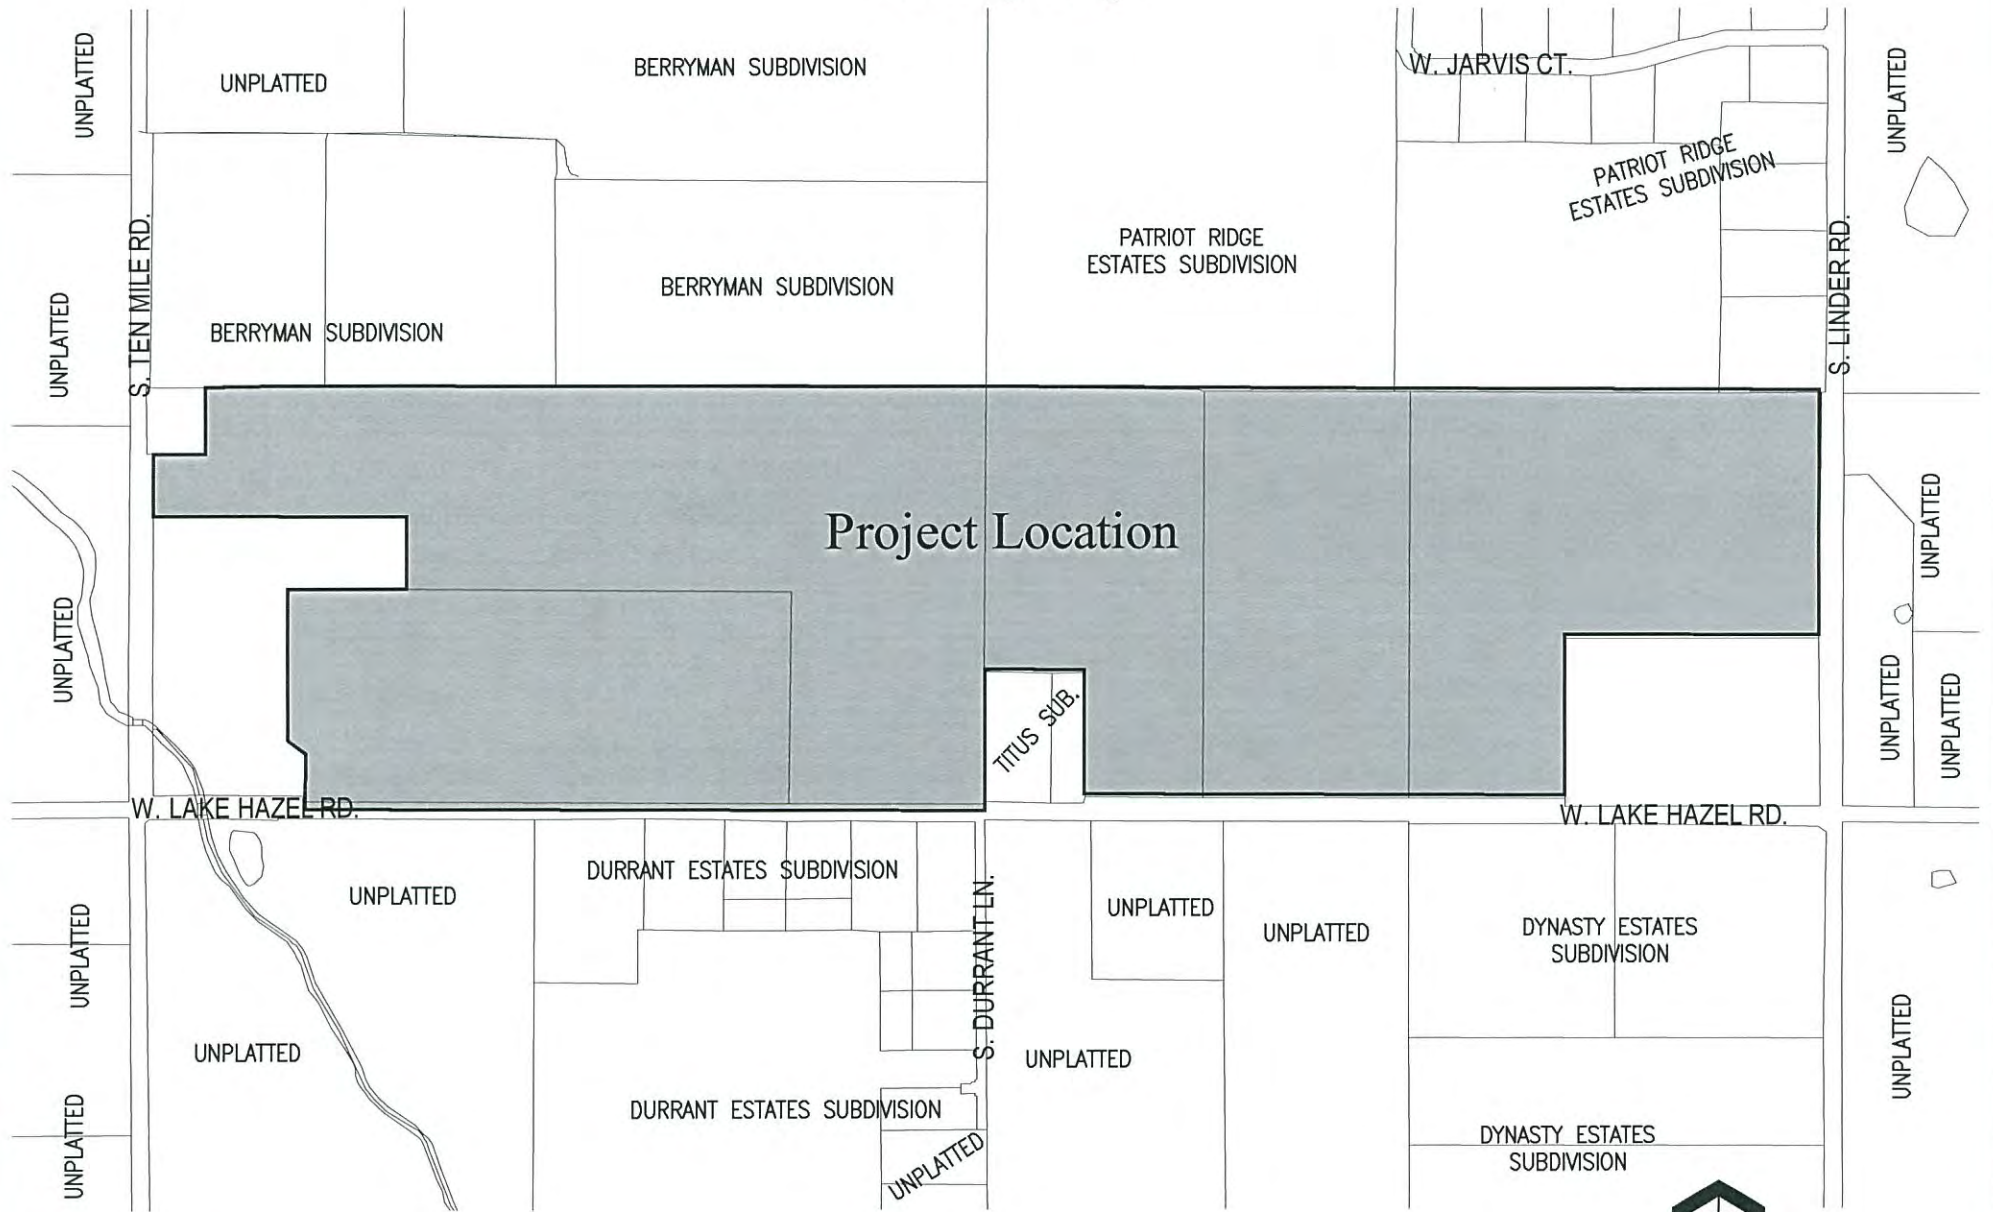 UNPLATTED
UNPLATTED
BERRYMAN SUBDIVISION
W. JARVIS CT.
UNPLATTED
PATRIOT RIDGE
ESTATES SUBDIVISION
PATRIOT RIDGE
ESTATES SUBDIVISION
S. TEN MILE RD.
S. LINDER RD.
UNPLATTED
BERRYMAN SUBDIVISION
BERRYMAN SUBDIVISION
Project Location
UNPLATTED
UNPLATTED
TITUS SUB.
UNPLATTED
UNPLATTED
W. LAKE HAZEL RD.
W. LAKE HAZEL RD.
DURRANT ESTATES SUBDIVISION
UNPLATTED
UNPLATTED
S. DURRANT LN.
UNPLATTED
UNPLATTED
DYNASTY ESTATES
SUBDIVISION
UNPLATTED
UNPLATTED
UNPLATTED
DURRANT ESTATES SUBDIVISION
UNPLATTED
UNPLATTED
DYNASTY ESTATES
SUBDIVISION
UNPLATTED